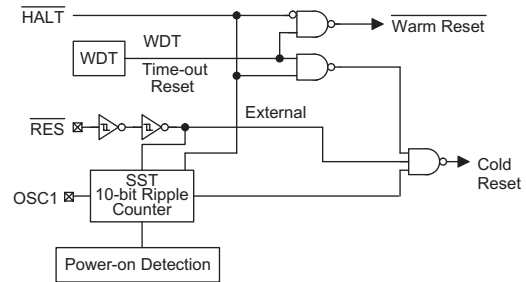 HALT
WDT
WDT
Time-out
Reset
Warm Reset
RES
External
Cold
Reset
OSC1
SST
10-bit Ripple
Counter
Power-on Detection